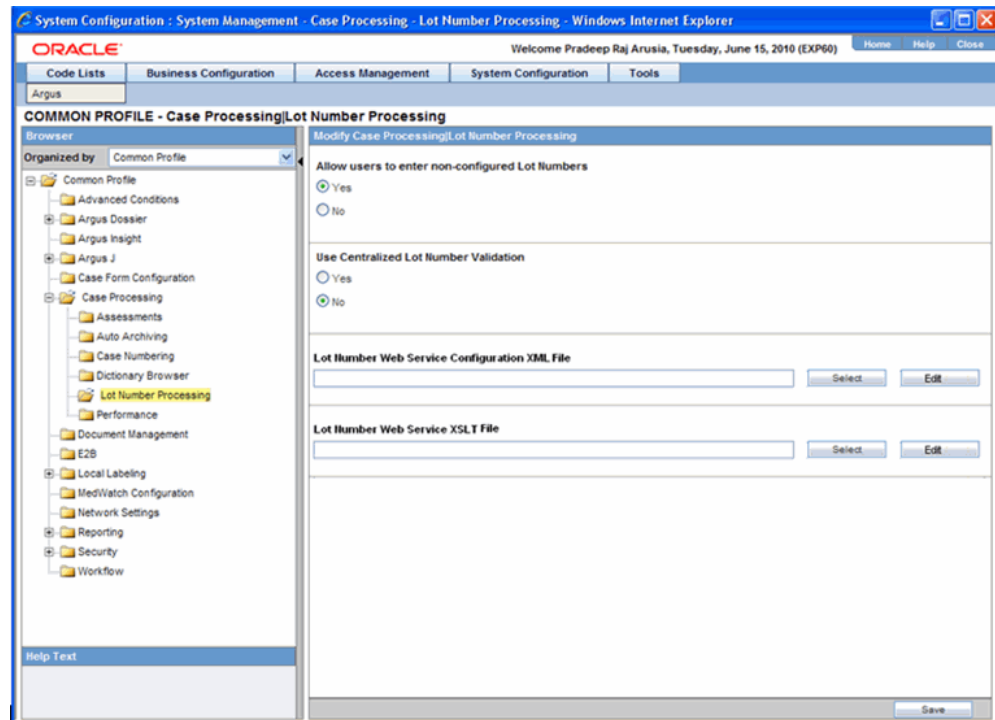 System Configuration : System Management - Case Processing - Lot Number Processing - Windows Internet Explorer
ORACLE
Welcome Pradeep Raj Arusia, Tuesday, June 15, 2010 (EXP60)
Home Help Close
Code Lists Business Configuration Access Management System Configuration Tools
Argus
COMMON PROFILE - Case Processing|Lot Number Processing
Browser
Organized by Common Profile
Common Profile
Advanced Conditions
Argus Dossier
Argus Insight
Argus J
Case Form Configuration
Case Processing
Assessments
Auto Archiving
Case Numbering
Dictionary Browser
Lot Number Processing
Performance
Document Management
E2B
Local Labeling
MedWatch Configuration
Network Settings
Reporting
Security
Workflow
Help Text
Modify Case Processing|Lot Number Processing
Allow users to enter non-configured Lot Numbers
Yes
No
Use Centralized Lot Number Validation
Yes
No
Lot Number Web Service Configuration XML File
Select Edit
Lot Number Web Service XSLT File
Select Edit
Save